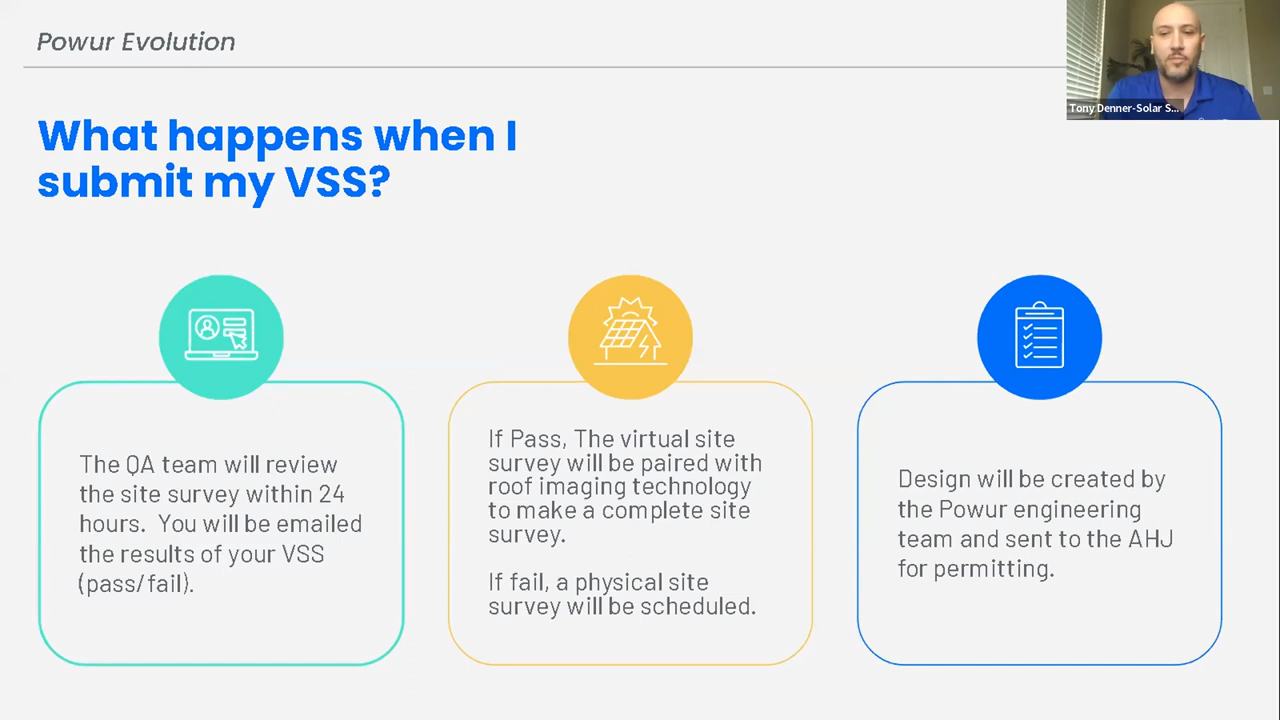 Powur Evolution
Tony Denner-Solar S...
What happens when I
submit my VSS?
The QA team will review
the site survey within 24
hours. You will be emailed
the results of your VSS
(pass/fail).
If Pass, The virtual site
survey will be paired with
roof imaging technology
to make a complete site
survey.
If fail, a physical site
survey will be scheduled.
Design will be created by
the Powur engineering
team and sent to the AHJ
for permitting.